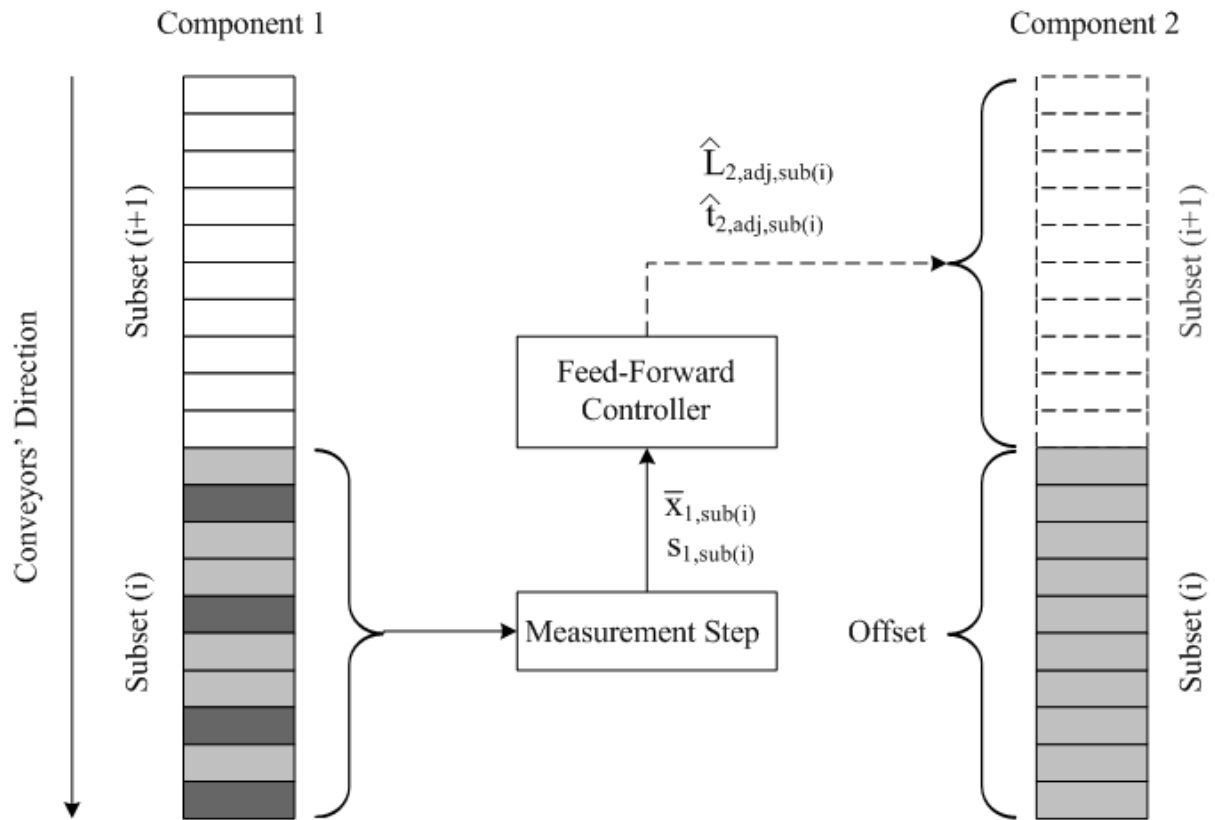 Component 1
Component 2
Conveyors' Direction
Subset (i+1)
Subset (i)
L̂2,adj,sub(i)
t̂2,adj,sub(i)
Feed-Forward
Controller
x̄1,sub(i)
s1,sub(i)
Measurement Step
Offset
Subset (i+1)
Subset (i)